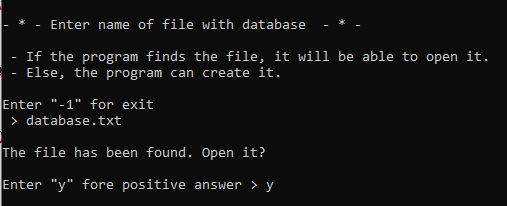 - * - Enter name of file with database - * -
- If the program finds the file, it will be able to open it.
- Else, the program can create it.
Enter "-1" for exit
> database.txt
The file has been found. Open it?
Enter "y" fore positive answer > y